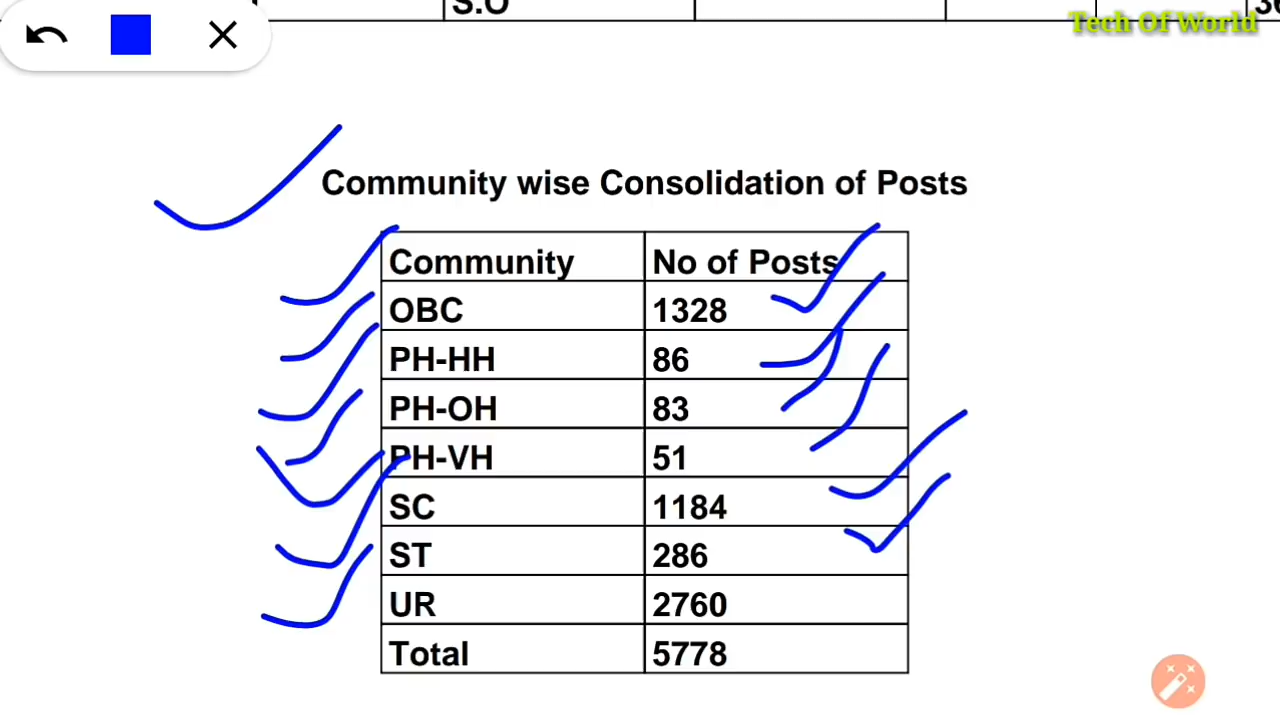 S.O
Tech Of World
Community wise Consolidation of Posts
Community No of Posts
OBC 1328
PH-HH 86
PH-OH 83
PH-VH 51
SC 1184
ST 286
UR 2760
Total 5778